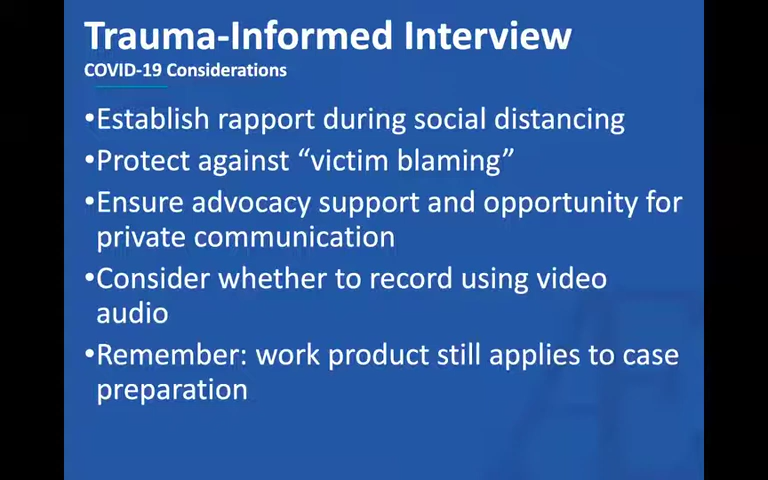 Trauma-Informed Interview
COVID-19 Considerations
•Establish rapport during social distancing
•Protect against “victim blaming”
•Ensure advocacy support and opportunity for
private communication
•Consider whether to record using video
audio
•Remember: work product still applies to case
preparation